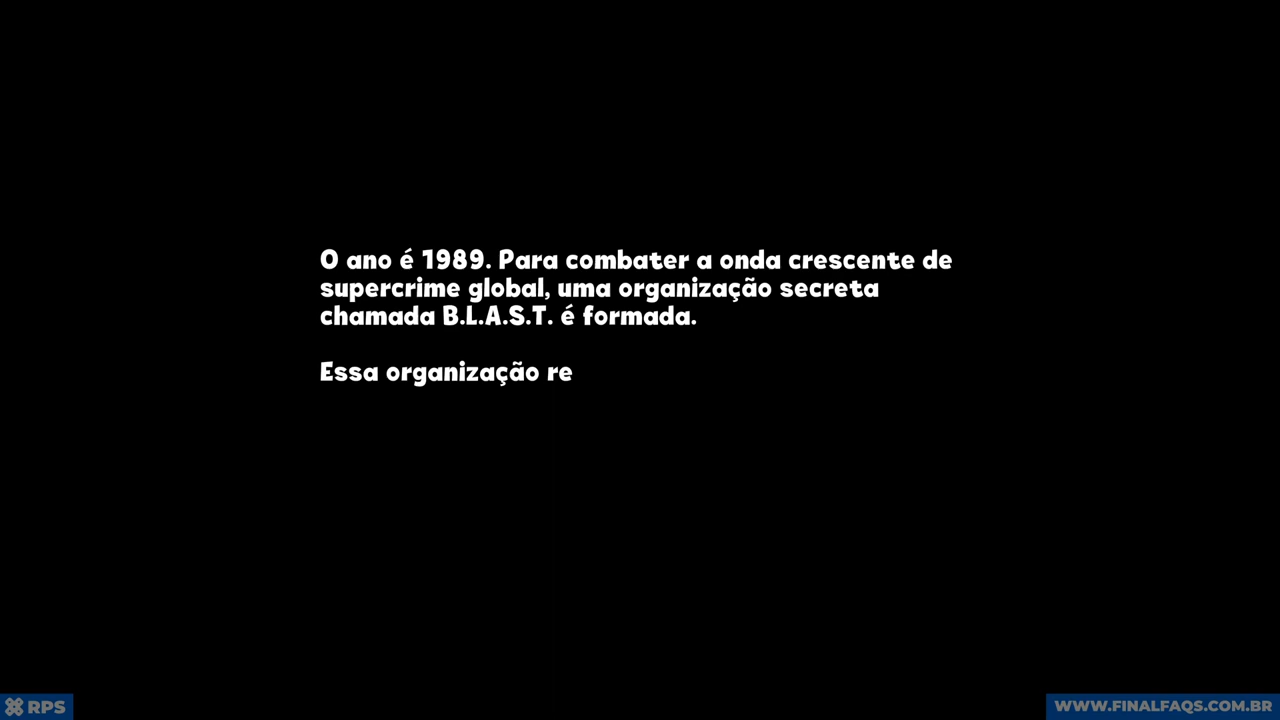 O ano é 1989. Para combater a onda crescente de
supercrime global, uma organização secreta
chamada B.L.A.S.T. é formada.
Essa organização re
RPS
WWW.FINALFAQS.COM.BR